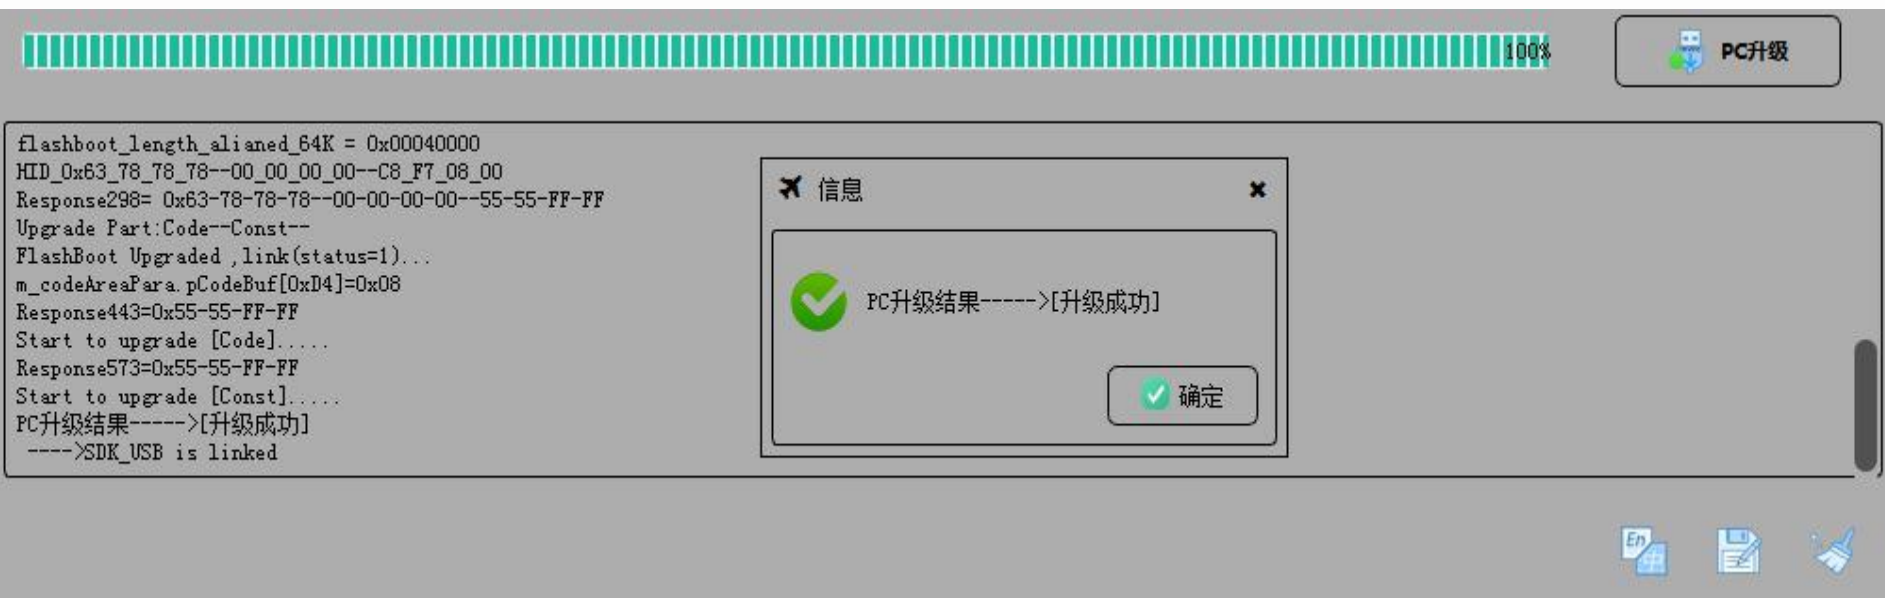 100%
PC升级
flashboot_length_alianed_64K = 0x00040000
HID_0x63_78_78_78--00_00_00_00--C8_F7_08_00
Response298= 0x63-78-78-78--00-00-00-00--55-55-FF-FF
Upgrade Part:Code--Const--
FlashBoot Upgraded ,link(status=1)...
m_codeAreaPara.pCodeBuf[0xD4]=0x08
Response443=0x55-55-FF-FF
Start to upgrade [Code].....
Response573=0x55-55-FF-FF
Start to upgrade [Const].....
PC升级结果----->[升级成功]
---->SDK_USB is linked
信息
PC升级结果----->[升级成功]
确定
En
中